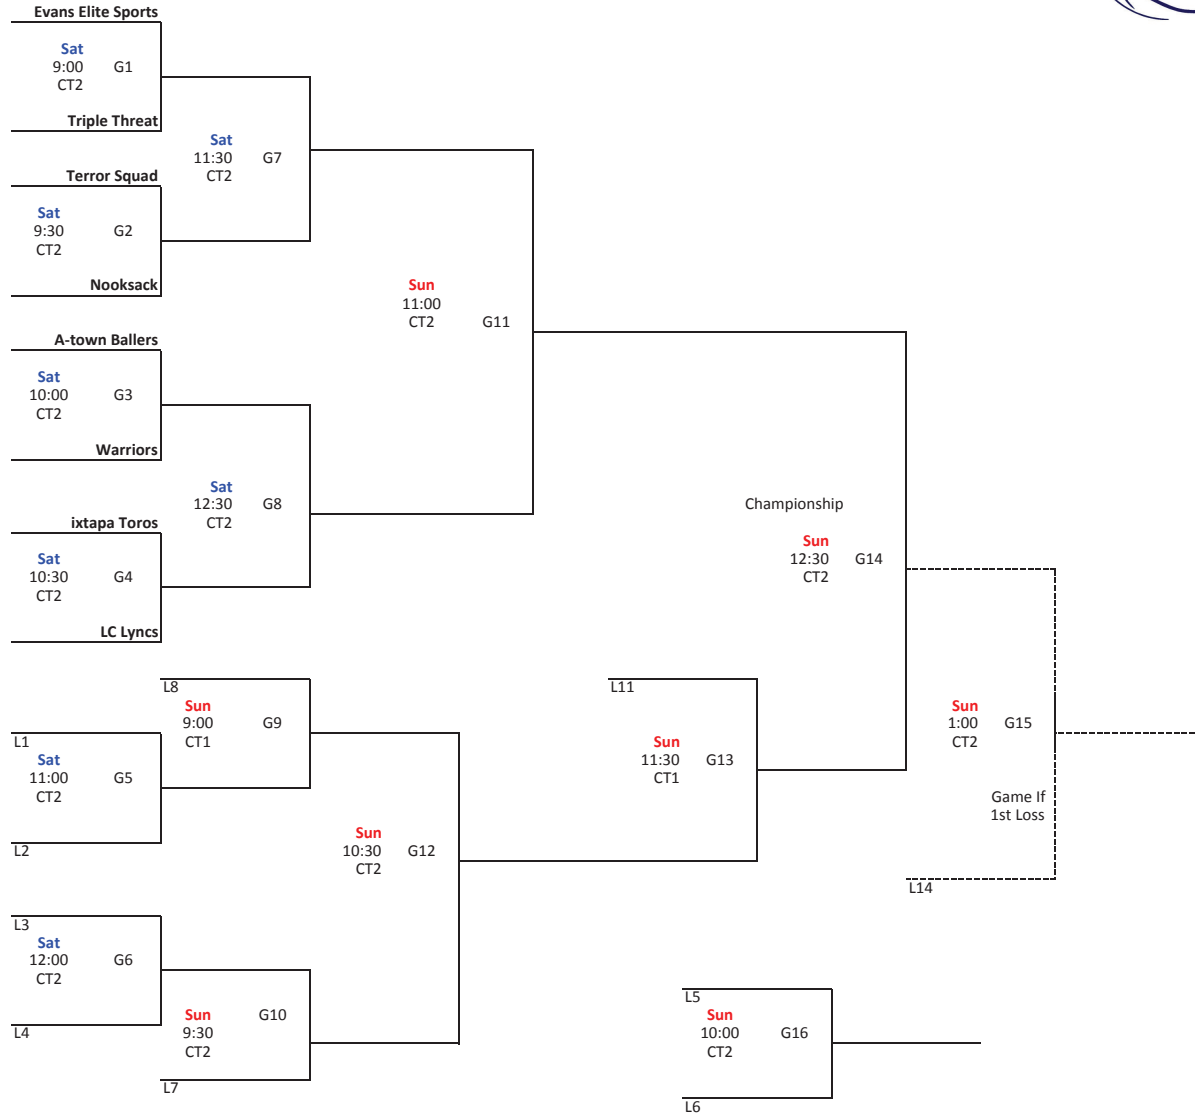 Evans Elite Sports
Sat
9:00 G1
CT2
Triple Threat
Sat
11:30 G7
CT2
Terror Squad
Sat
9:30 G2
CT2
Nooksack
Sun
11:00
CT2 G11
A-town Ballers
Sat
10:00 G3
CT2
Warriors
Sat
12:30 G8
CT2
ixtapa Toros
Sat
10:30 G4
CT2
LC Lyncs
Championship
Sun
12:30 G14
CT2
L8
Sun
9:00 G9
CT1
L1
Sat
11:00 G5
CT2
L2
L11
Sun
11:30 G13
CT1
Sun
1:00 G15
CT2
Game If
1st Loss
L14
Sun
10:30 G12
CT2
L3
Sat
12:00 G6
CT2
L4
Sun G10
9:30
CT2
L7
L5
Sun
10:00 G16
CT2
L6